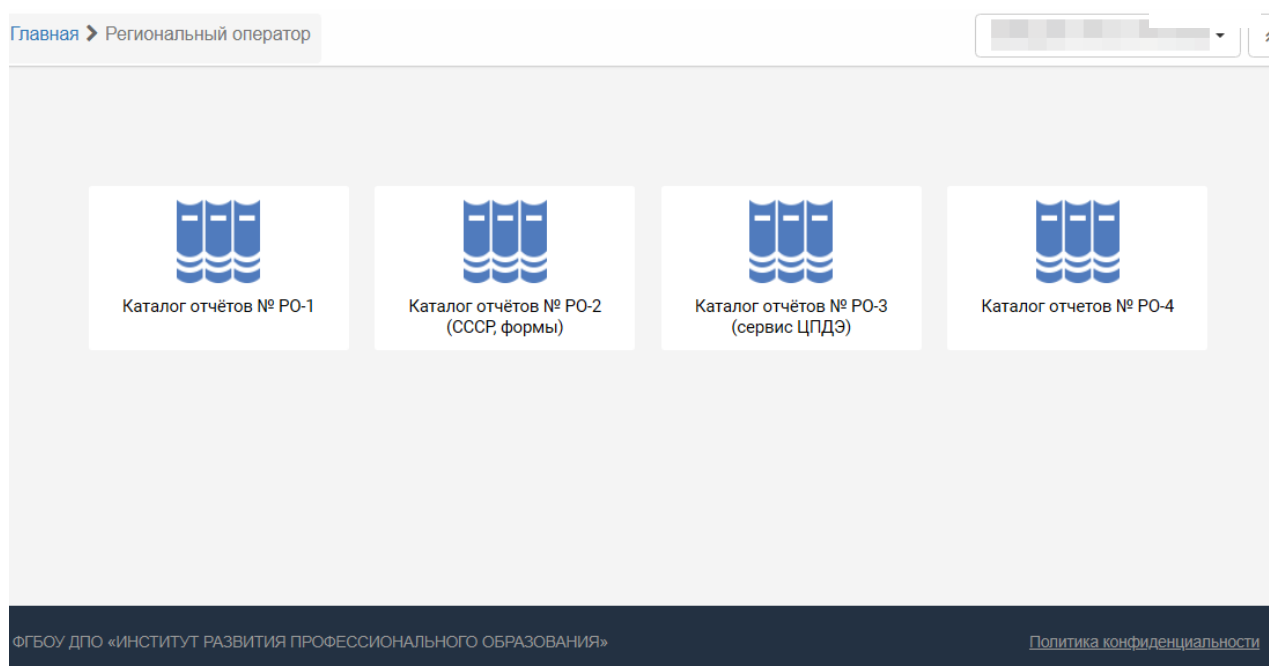 Главная > Региональный оператор
Каталог отчётов № РО-1
Каталог отчётов № РО-2
(СССР, формы)
Каталог отчётов № РО-3
(сервис ЦПДЭ)
Каталог отчетов № РО-4
ФГБОУ ДПО «ИНСТИТУТ РАЗВИТИЯ ПРОФЕССИОНАЛЬНОГО ОБРАЗОВАНИЯ»
Политика конфиденциальности